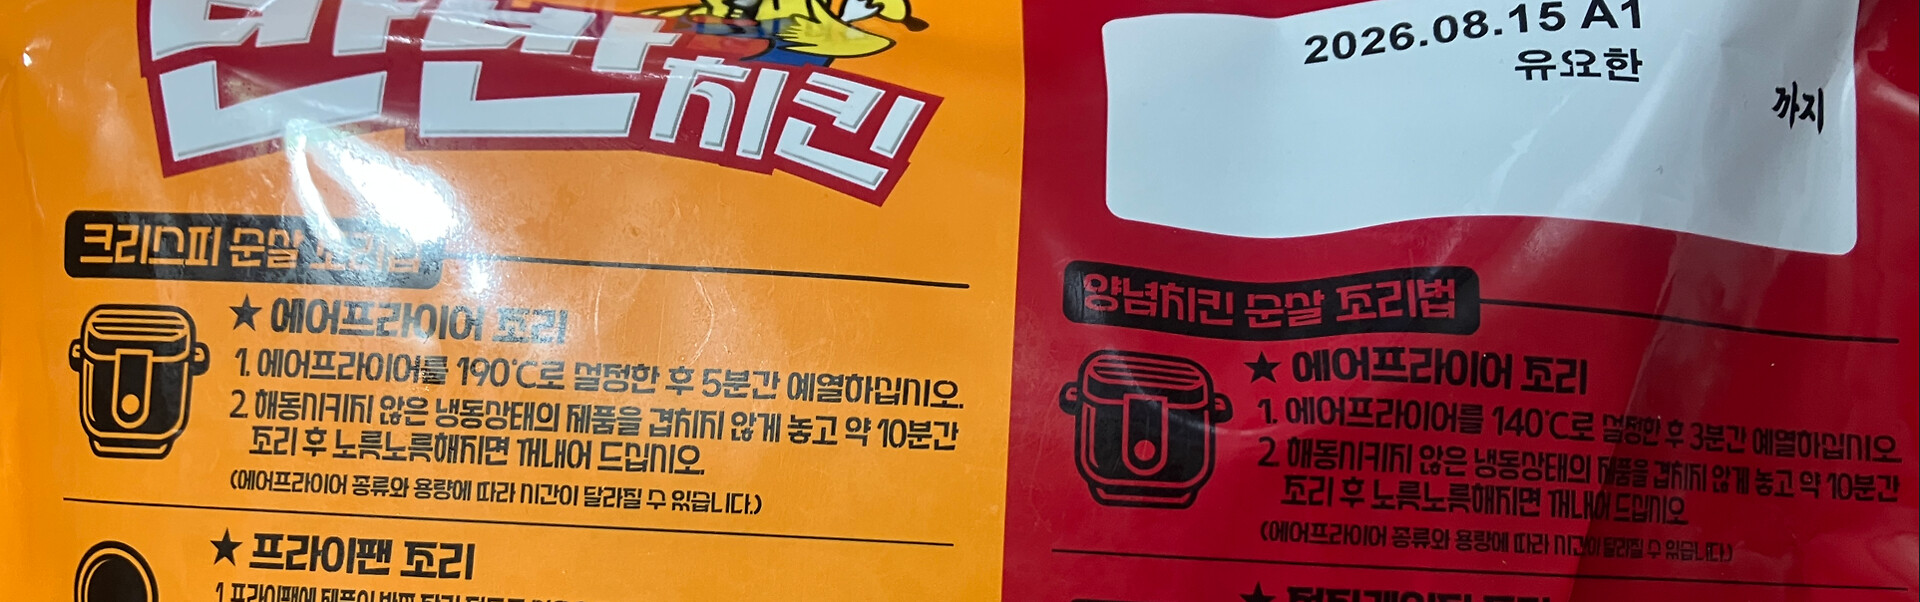 반반치킨
크리스피 순살 조리법
★ 에어프라이어 조리
1. 에어프라이어를 190°C로 설정한 후 5분간 예열하십시오.
2. 해동시키지 않은 냉동상태의 제품을 겹치지 않게 놓고 약 10분간
조리 후 노릇노릇해지면 꺼내어 드십시오.
(에어프라이어 종류와 용량에 따라 시간이 달라질 수 있습니다.)
★ 프라이팬 조리
2026.08.15 A1
유요한
까지
양념치킨 순살 조리법
★ 에어프라이어 조리
1. 에어프라이어를 140°C로 설정한 후 3분간 예열하십시오
2. 해동시키지 않은 냉동상태의 제품을 겹치지 않게 놓고 약 10분간
조리 후 노릇노릇해지면 꺼내어 드십시오
(에어프라이어 종류와 용량에 따라 시간이 달라질 수 있습니다.)